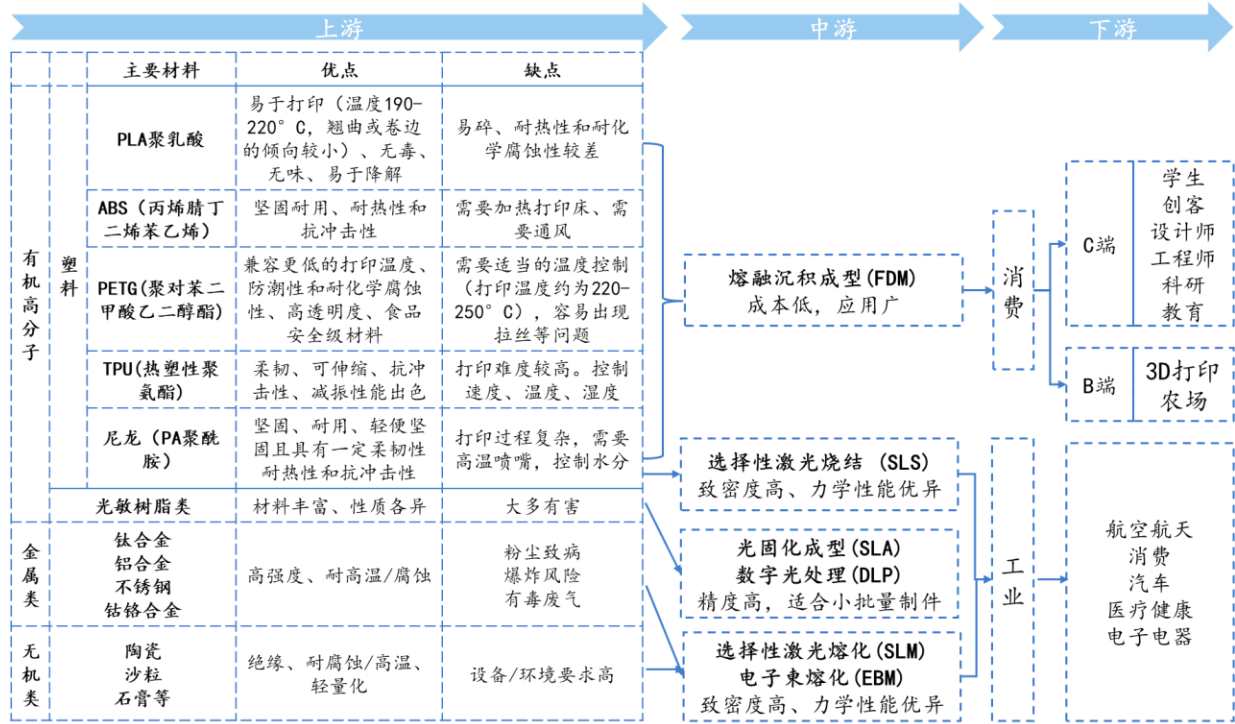 上游
中游
下游
主要材料
优点
缺点
有机高分子
塑料
PLA聚乳酸
易于打印（温度190-
220°C，翘曲或卷边
的倾向较小）、无毒、
无味、易于降解
易碎、耐热性和耐化
学腐蚀性较差
ABS（丙烯腈丁
二烯苯乙烯）
坚固耐用、耐热性和
抗冲击性
需要加热打印床、需
要通风
PETG(聚对苯二
甲酸乙二醇酯)
兼容更低的打印温度、
防潮性和耐化学腐蚀
性、高透明度、食品
安全级材料
需要适当的温度控制
（打印温度约为220-
250°C），容易出现
拉丝等问题
TPU(热塑性聚
氨酯)
柔韧、可伸缩、抗冲
击性、减振性能出色
打印难度较高。控制
速度、温度、湿度
尼龙（PA聚酰
胺）
坚固、耐用、轻便坚
固且具有一定柔韧性
耐热性和抗冲击性
打印过程复杂，需要
高温喷嘴，控制水分
光敏树脂类
材料丰富、性质各异
大多有害
金属类
钛合金
铝合金
不锈钢
钴铬合金
高强度、耐高温/腐蚀
粉尘致病
爆炸风险
有毒废气
无机类
陶瓷
沙粒
石膏等
绝缘、耐腐蚀/高温、
轻量化
设备/环境要求高
熔融沉积成型(FDM)
成本低，应用广
选择性激光烧结 (SLS)
致密度高、力学性能优异
光固化成型(SLA)
数字光处理(DLP)
精度高，适合小批量制件
选择性激光熔化(SLM)
电子束熔化(EBM)
致密度高、力学性能优异
消费
C端
学生
创客
设计师
工程师
科研
教育
B端
3D打印
农场
工业
航空航天
消费
汽车
医疗健康
电子电器